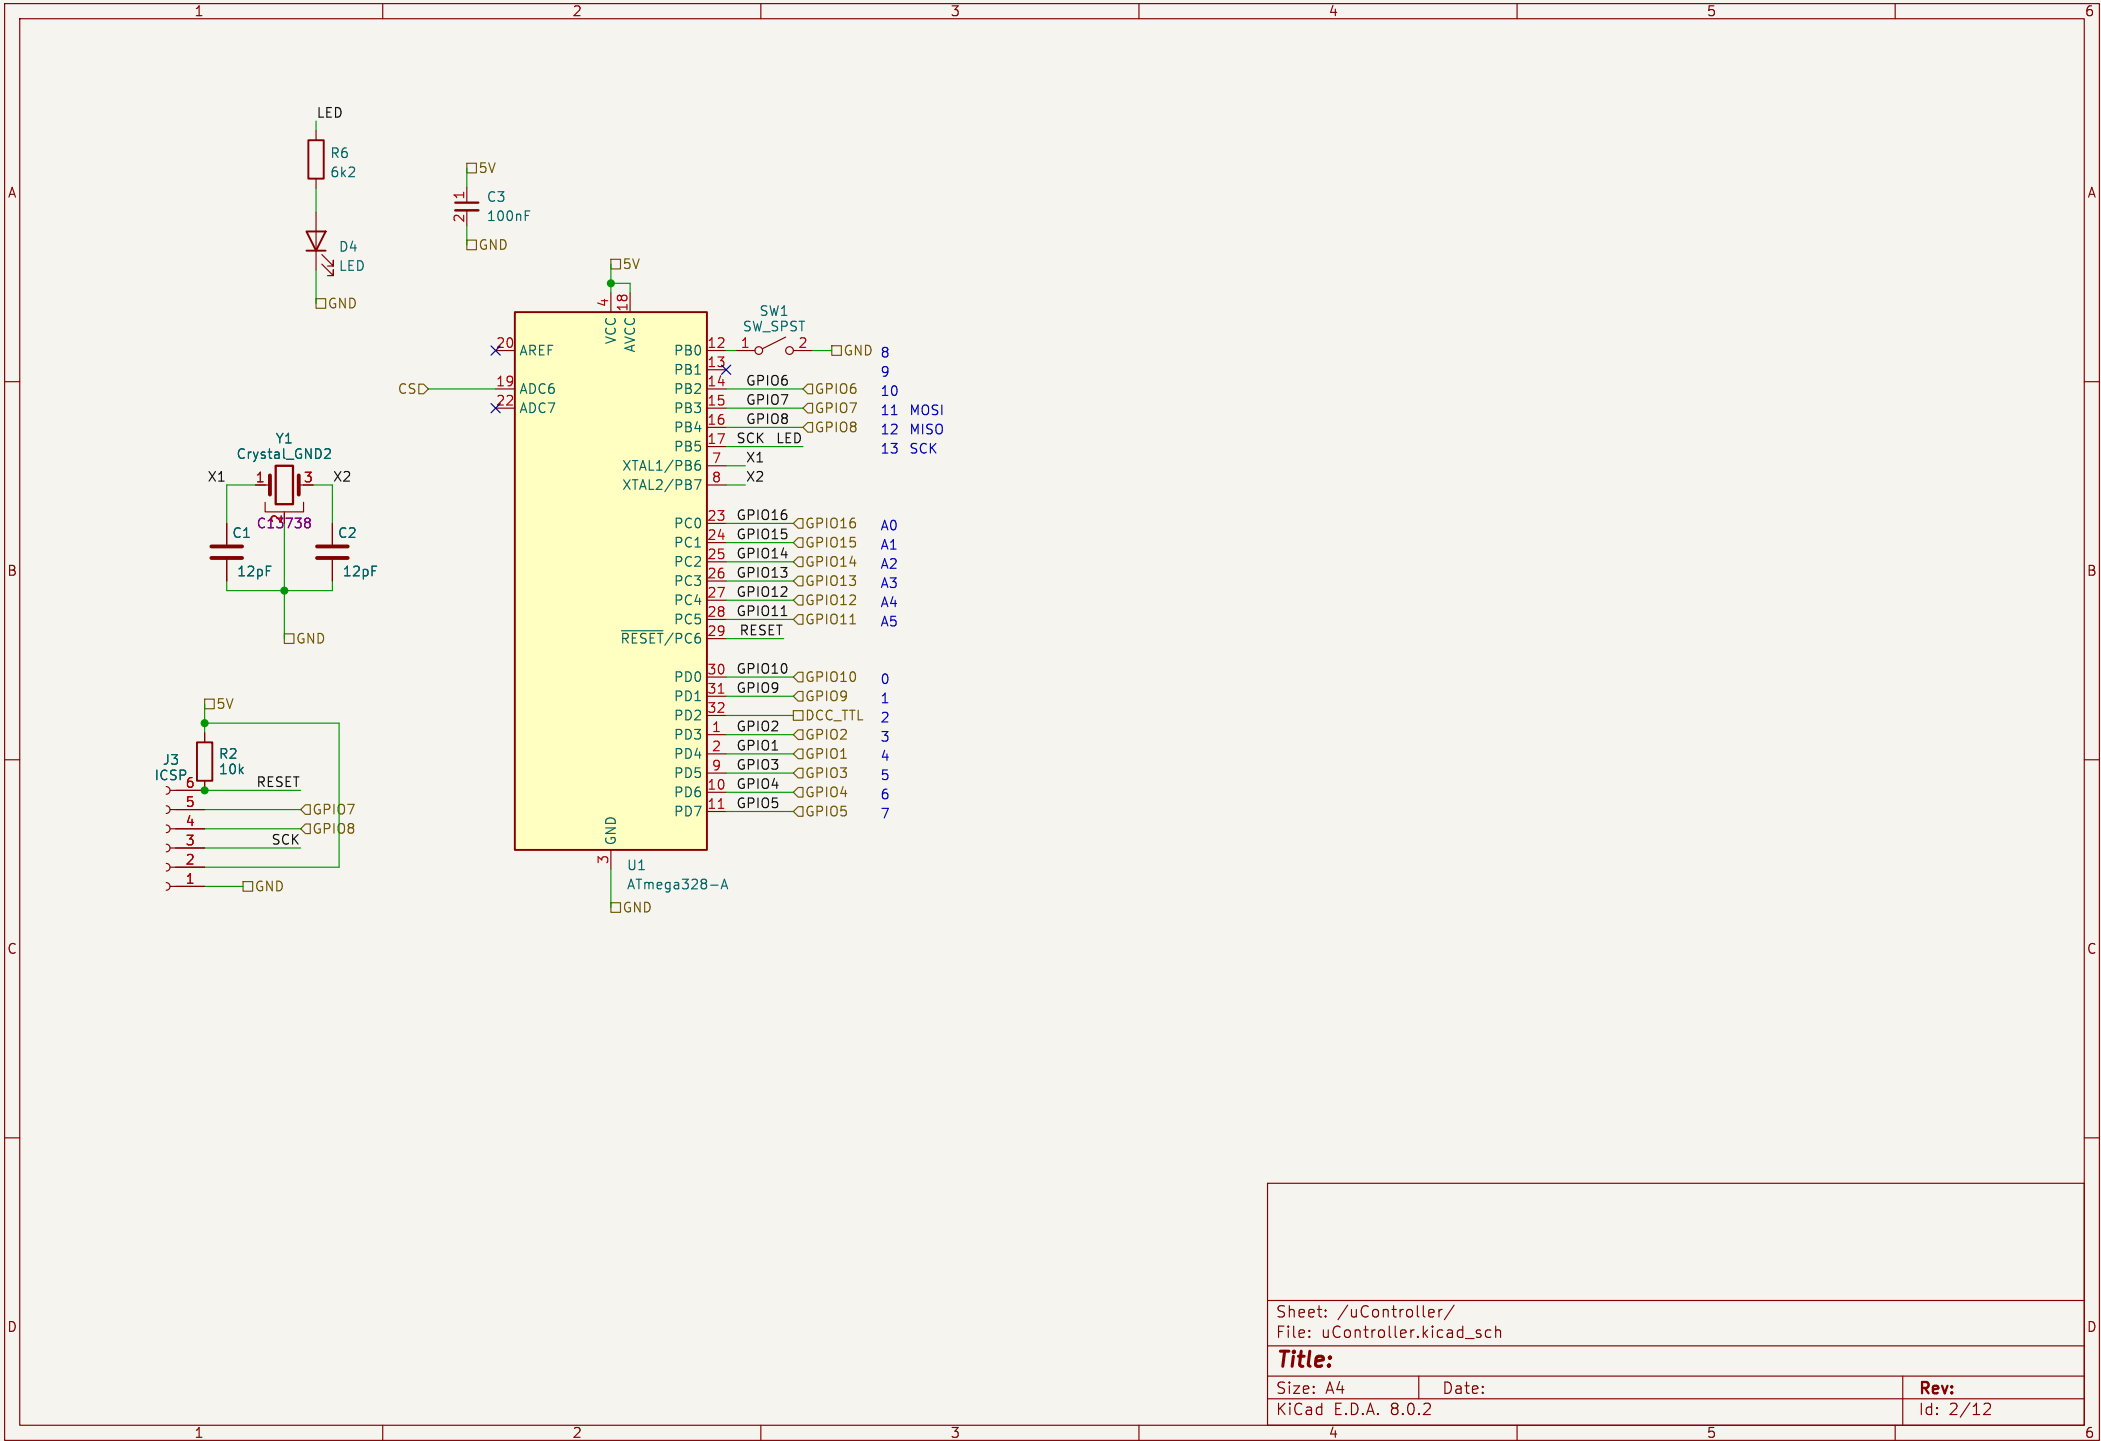 1 2 3 4 5 6
A A
B B
C C
D D
LED
R6
6k2
D4
LED
GND
5V
1
C3
2
100nF
GND
5V
4 18
VCC AVCC
20 AREF
CS
19 ADC6
22 ADC7
SW1
SW_SPST
PB0 12 1 2 GND 8
PB1 13 9
PB2 14 GPIO6 GPIO6 10
PB3 15 GPIO7 GPIO7 11 MOSI
PB4 16 GPIO8 GPIO8 12 MISO
PB5 17 SCK LED 13 SCK
XTAL1/PB6 7 X1
XTAL2/PB7 8 X2
PC0 23 GPIO16 GPIO16 A0
PC1 24 GPIO15 GPIO15 A1
PC2 25 GPIO14 GPIO14 A2
PC3 26 GPIO13 GPIO13 A3
PC4 27 GPIO12 GPIO12 A4
PC5 28 GPIO11 GPIO11 A5
RESET/PC6 29 RESET
PD0 30 GPIO10 GPIO10 0
PD1 31 GPIO9 GPIO9 1
PD2 32 DCC_TTL 2
PD3 1 GPIO2 GPIO2 3
PD4 2 GPIO1 GPIO1 4
PD5 9 GPIO3 GPIO3 5
PD6 10 GPIO4 GPIO4 6
PD7 11 GPIO5 GPIO5 7
GND
3
U1
ATmega328-A
GND
Y1
Crystal_GND2
X1 1 3 X2
2
C13738
C1 C2
12pF 12pF
GND
5V
R2
10k
J3
ICSP
6 RESET
5 GPIO7
4 GPIO8
3 SCK
2
1 GND
Sheet: /uController/
File: uController.kicad_sch
Title:
Size: A4 Date: Rev:
KiCad E.D.A. 8.0.2 Id: 2/12
1 2 3 4 5 6